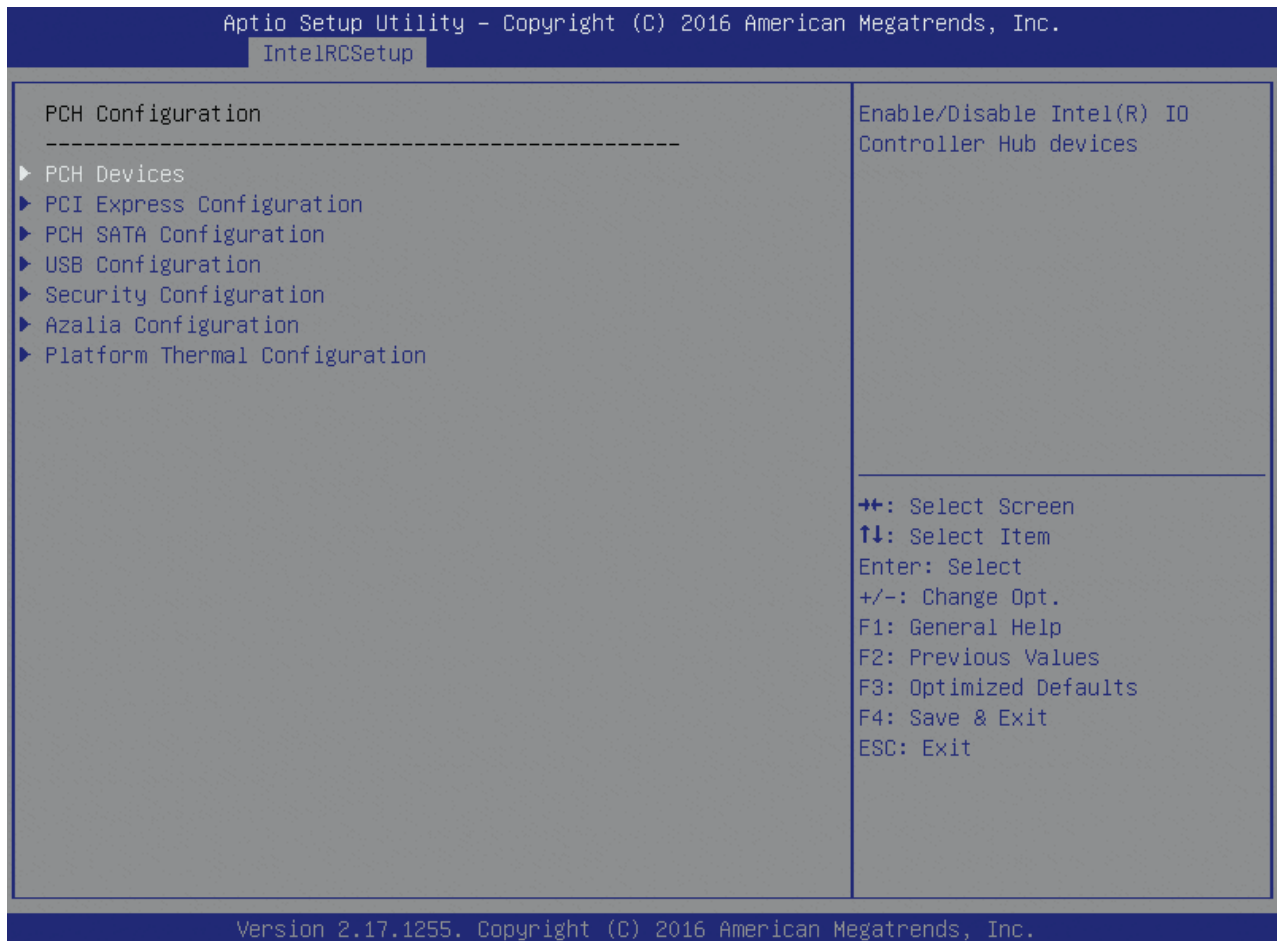 Aptio Setup Utility – Copyright (C) 2016 American Megatrends, Inc.
IntelRCSetup
PCH Configuration
--------------------------------------------------
▶ PCH Devices
▶ PCI Express Configuration
▶ PCH SATA Configuration
▶ USB Configuration
▶ Security Configuration
▶ Azalia Configuration
▶ Platform Thermal Configuration
Enable/Disable Intel(R) IO
Controller Hub devices
→←: Select Screen
↑↓: Select Item
Enter: Select
+/-: Change Opt.
F1: General Help
F2: Previous Values
F3: Optimized Defaults
F4: Save & Exit
ESC: Exit
Version 2.17.1255. Copyright (C) 2016 American Megatrends, Inc.